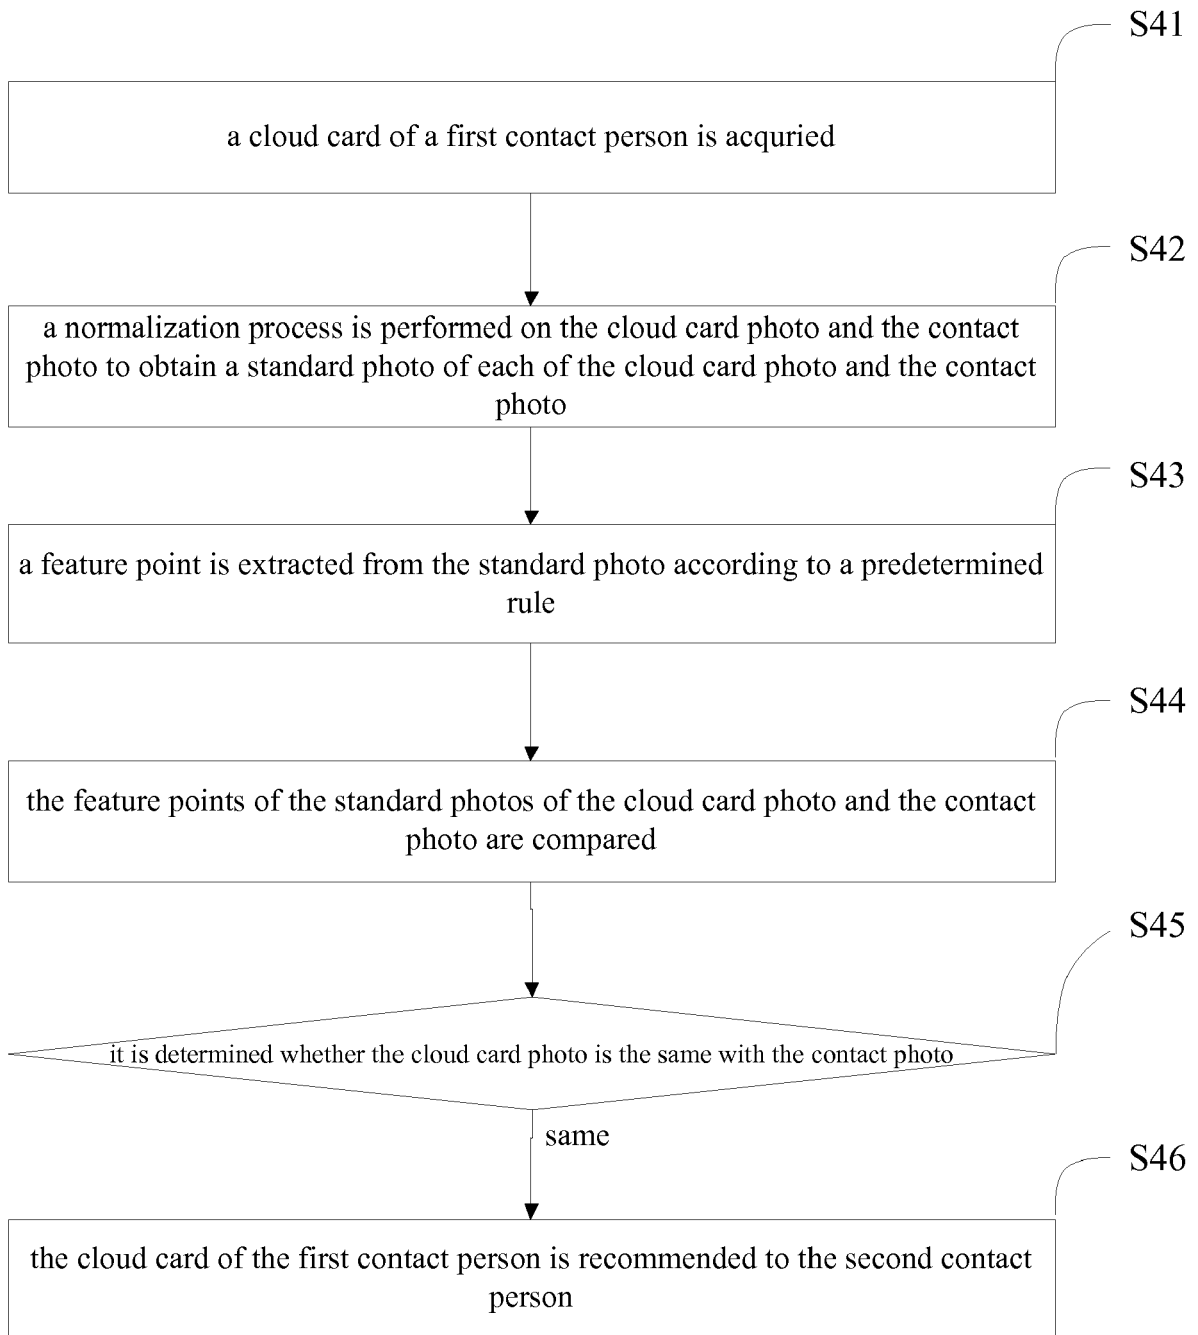 S41
a cloud card of a first contact person is acquried
S42
a normalization process is performed on the cloud card photo and the contact
photo to obtain a standard photo of each of the cloud card photo and the contact
photo
S43
a feature point is extracted from the standard photo according to a predetermined
rule
S44
the feature points of the standard photos of the cloud card photo and the contact
photo are compared
S45
it is determined whether the cloud card photo is the same with the contact photo
same
S46
the cloud card of the first contact person is recommended to the second contact
person